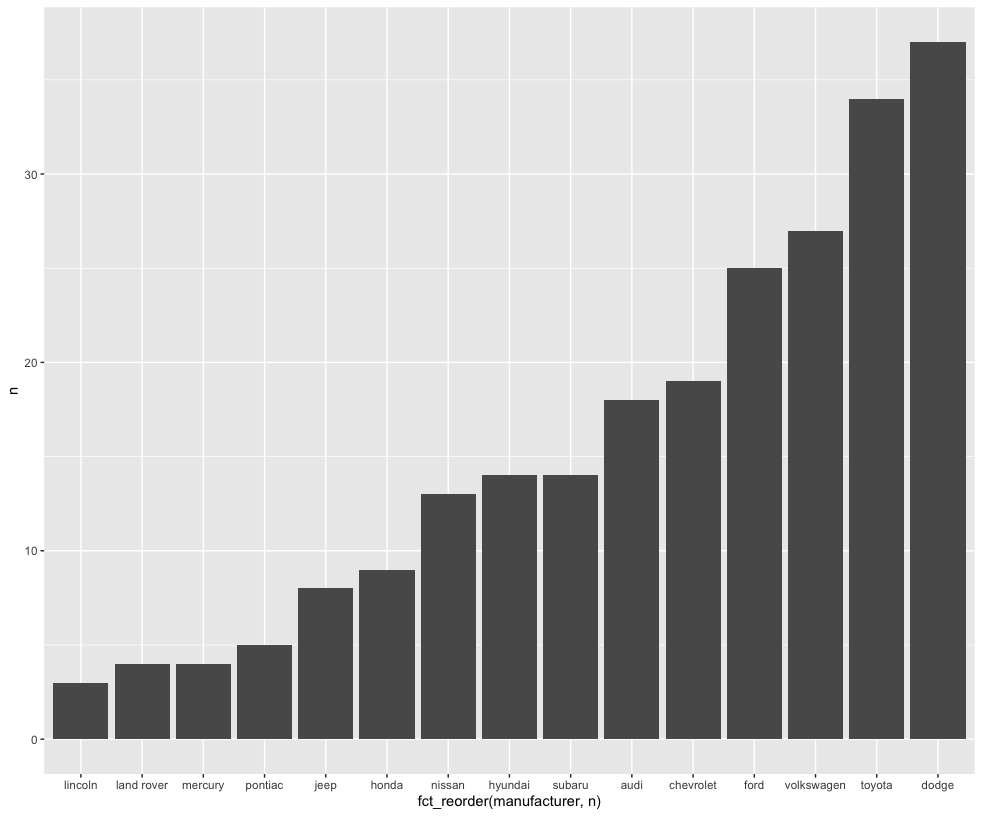 n
30
20
10
0
lincoln land rover mercury pontiac jeep honda nissan hyundai subaru audi chevrolet ford volkswagen toyota dodge
fct_reorder(manufacturer, n)